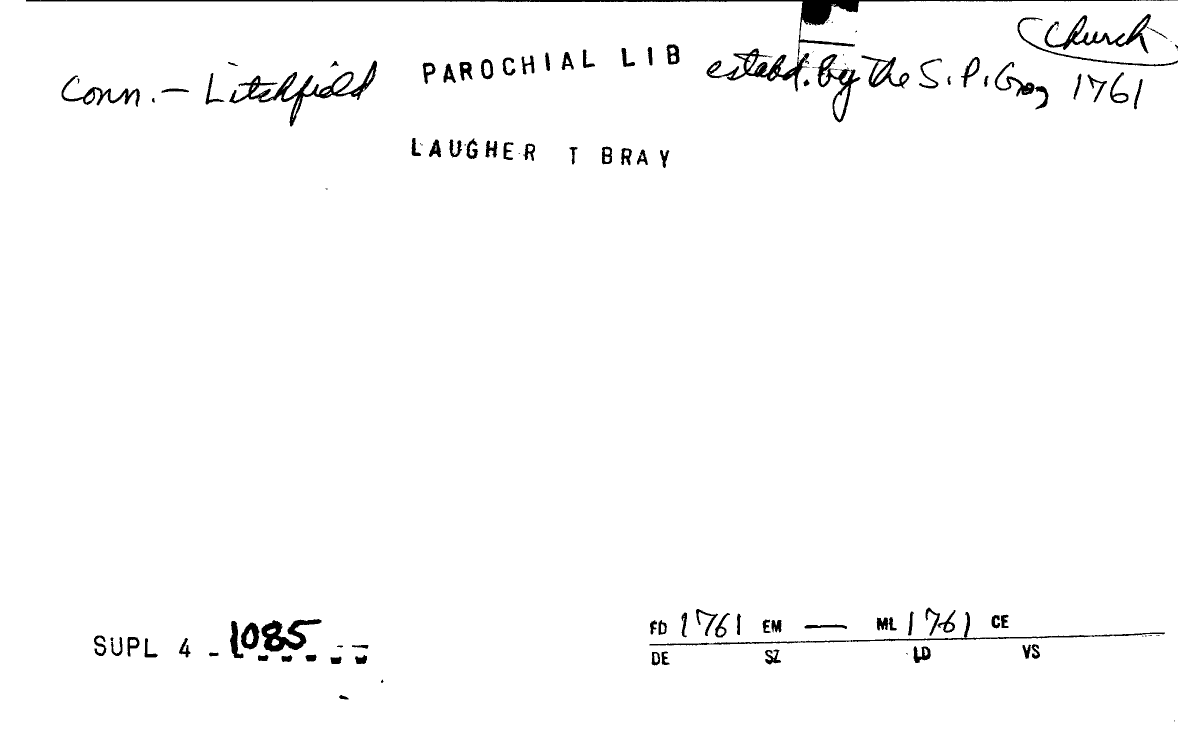 Church
Conn. - Litchfield PAROCHIAL LIB estabd. by the S.P.G. 1761
LAUGHER T BRAY
SUPL 4 - 1085
FD 1761 EM — ML 1761 CE
DE SZ LD VS